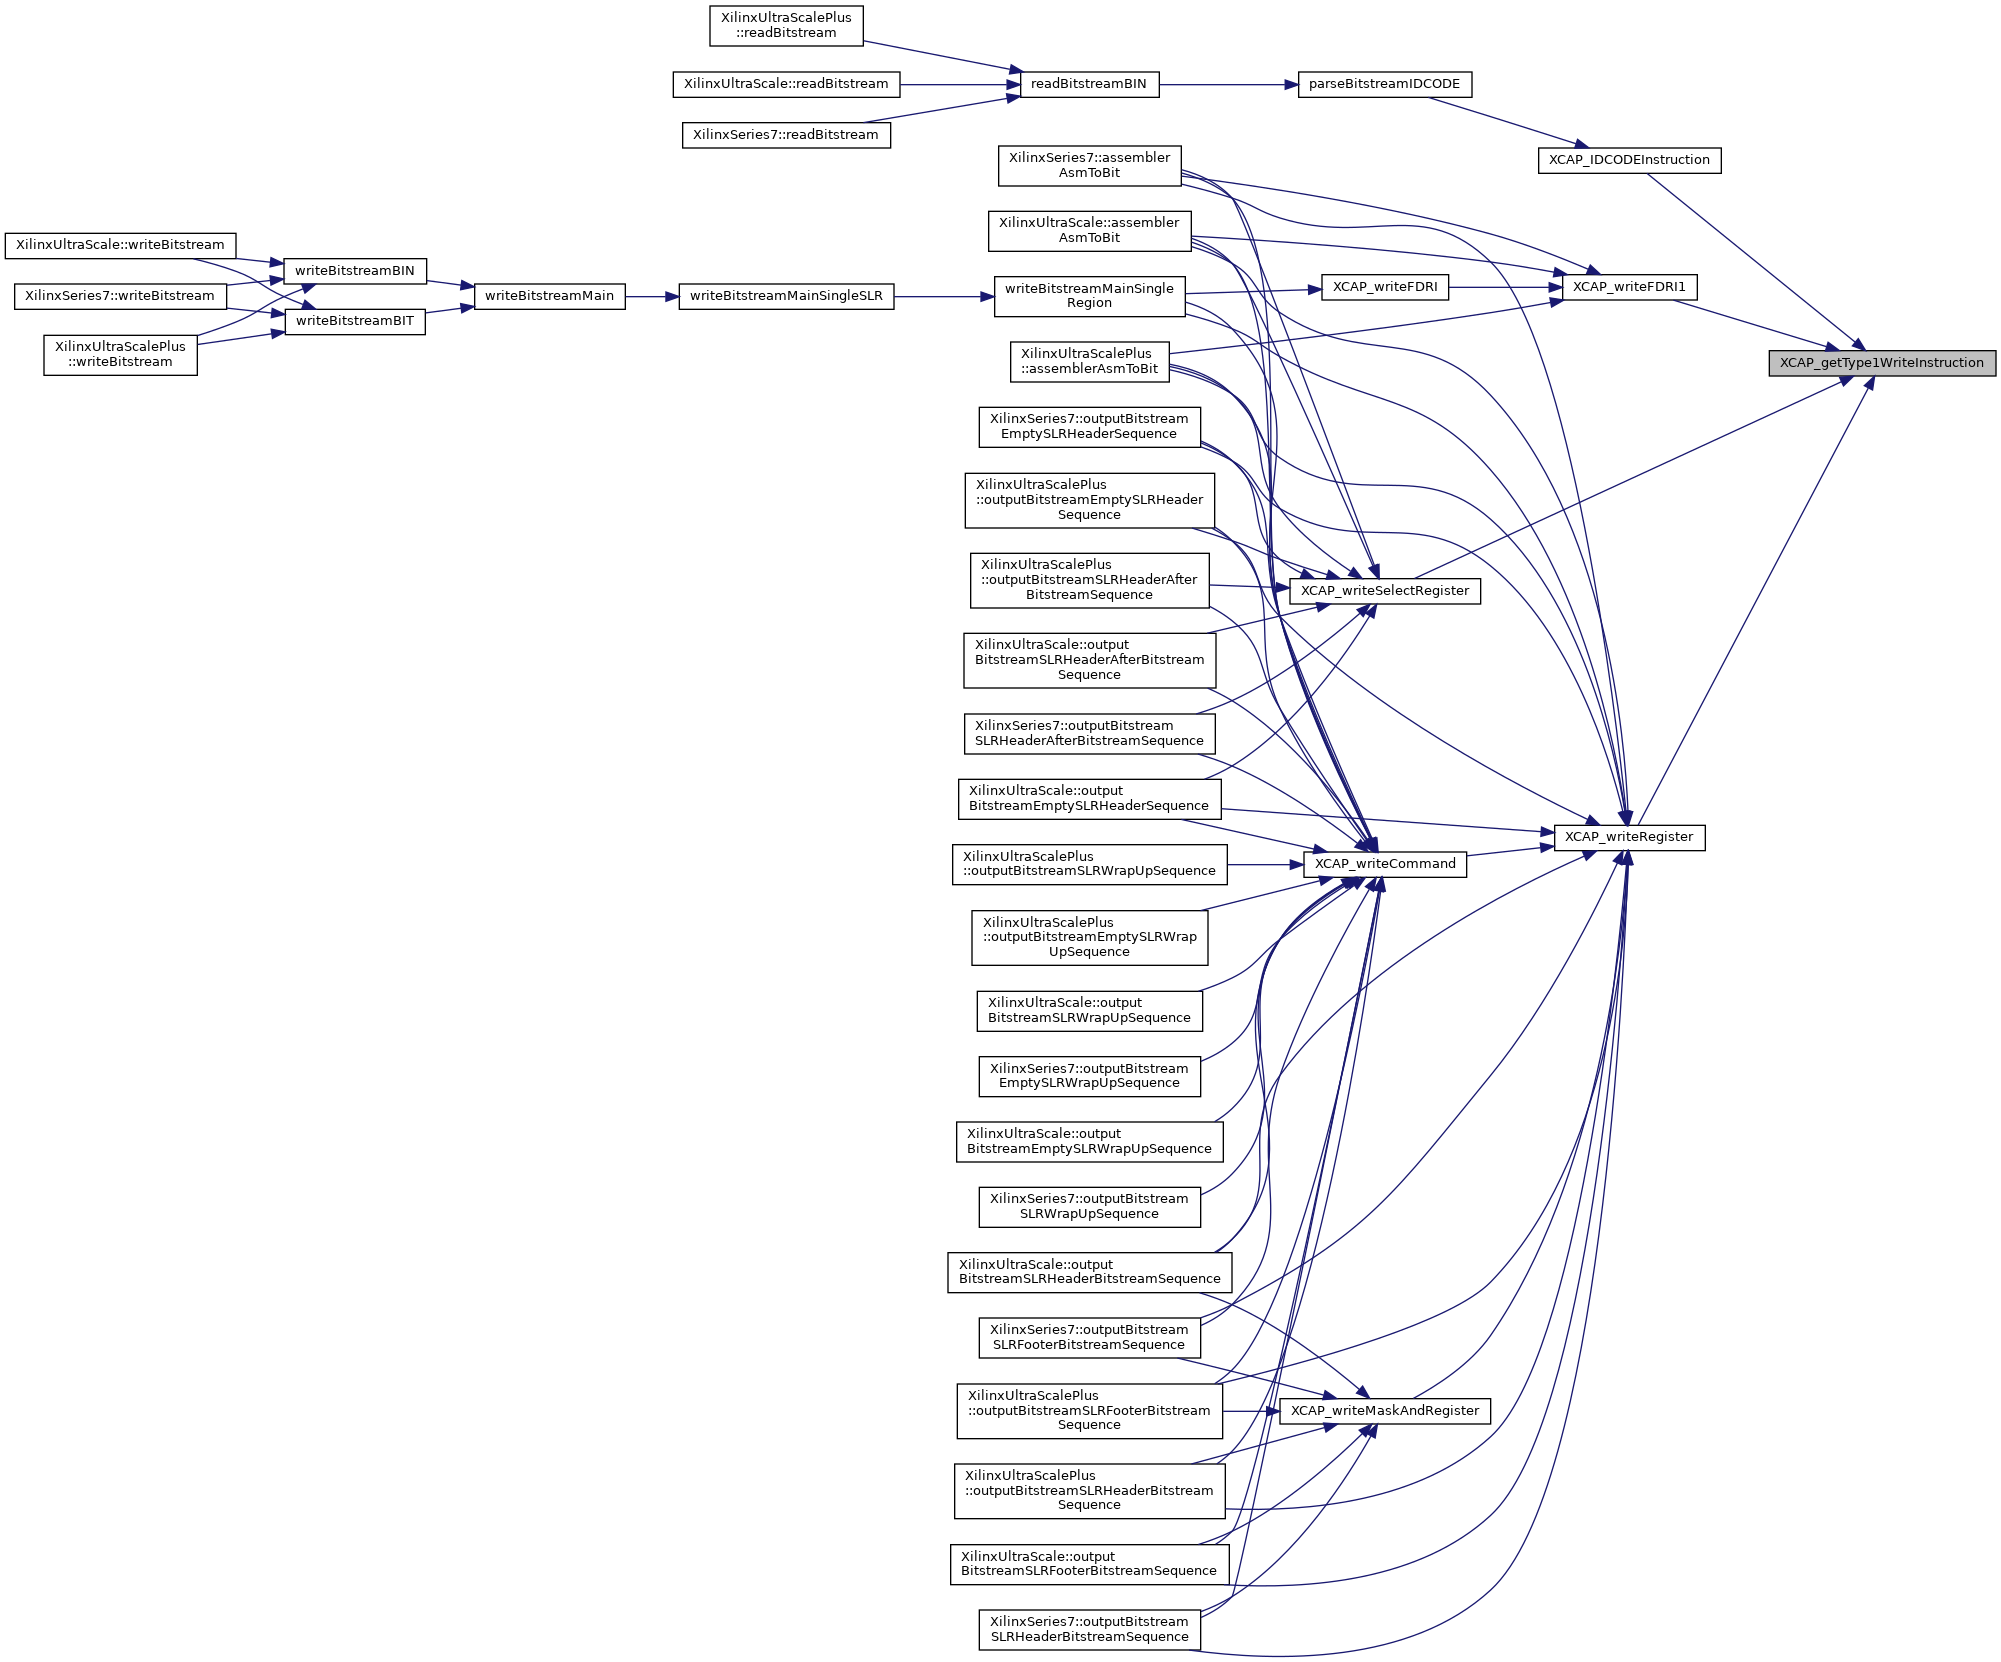 XilinxUltraScalePlus
::readBitstream
XilinxUltraScale::readBitstream
readBitstreamBIN
parseBitstreamIDCODE
XilinxSeries7::readBitstream
XCAP_IDCODEInstruction
XilinxSeries7::assembler
AsmToBit
XilinxUltraScale::assembler
AsmToBit
XilinxUltraScale::writeBitstream
writeBitstreamBIN
XilinxSeries7::writeBitstream
writeBitstreamMain
writeBitstreamMainSingleSLR
writeBitstreamMainSingle
Region
XCAP_writeFDRI
XCAP_writeFDRI1
writeBitstreamBIT
XilinxUltraScalePlus
::writeBitstream
XilinxUltraScalePlus
::assemblerAsmToBit
XCAP_getType1WriteInstruction
XilinxSeries7::outputBitstream
EmptySLRHeaderSequence
XilinxUltraScalePlus
::outputBitstreamEmptySLRHeader
Sequence
XilinxUltraScalePlus
::outputBitstreamSLRHeaderAfter
BitstreamSequence
XCAP_writeSelectRegister
XilinxUltraScale::output
BitstreamSLRHeaderAfterBitstream
Sequence
XilinxSeries7::outputBitstream
SLRHeaderAfterBitstreamSequence
XilinxUltraScale::output
BitstreamEmptySLRHeaderSequence
XCAP_writeRegister
XilinxUltraScalePlus
::outputBitstreamSLRWrapUpSequence
XCAP_writeCommand
XilinxUltraScalePlus
::outputBitstreamEmptySLRWrap
UpSequence
XilinxUltraScale::output
BitstreamSLRWrapUpSequence
XilinxSeries7::outputBitstream
EmptySLRWrapUpSequence
XilinxUltraScale::output
BitstreamEmptySLRWrapUpSequence
XilinxSeries7::outputBitstream
SLRWrapUpSequence
XilinxUltraScale::output
BitstreamSLRHeaderBitstreamSequence
XilinxSeries7::outputBitstream
SLRFooterBitstreamSequence
XilinxUltraScalePlus
::outputBitstreamSLRFooterBitstream
Sequence
XCAP_writeMaskAndRegister
XilinxUltraScalePlus
::outputBitstreamSLRHeaderBitstream
Sequence
XilinxUltraScale::output
BitstreamSLRFooterBitstreamSequence
XilinxSeries7::outputBitstream
SLRHeaderBitstreamSequence